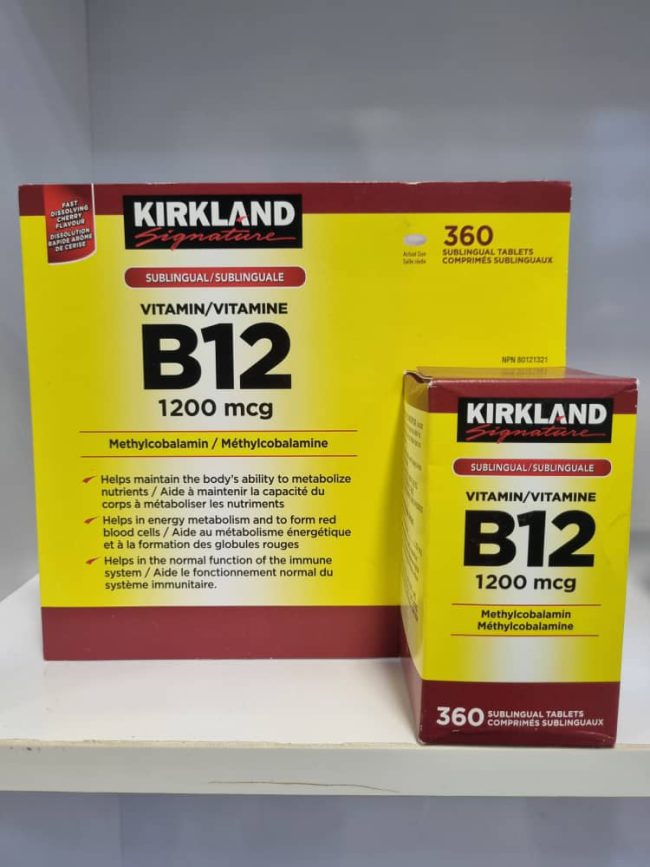 FAST
DISSOLVING
CHERRY
FLAVOUR
DISSOLUTION
RAPIDE ARÔME
DE CERISE
KIRKLAND
Signature
360
SUBLINGUAL TABLETS
COMPRIMÉS SUBLINGUAUX
Actual Size
Taille réelle
SUBLINGUAL/SUBLINGUALE
VITAMIN/VITAMINE
B12
1200 mcg
NPN 80121321
Methylcobalamin / Méthylcobalamine
Helps maintain the body's ability to metabolize
nutrients / Aide à maintenir la capacité du
corps à métaboliser les nutriments
Helps in energy metabolism and to form red
blood cells / Aide au métabolisme énergétique
et à la formation des globules rouges
Helps in the normal function of the immune
system / Aide le fonctionnement normal du
système immunitaire.
KIRKLAND
Signature
SUBLINGUAL/SUBLINGUALE
VITAMIN/VITAMINE
B12
1200 mcg
Methylcobalamin
Méthylcobalamine
360 SUBLINGUAL TABLETS
COMPRIMÉS SUBLINGUAUX